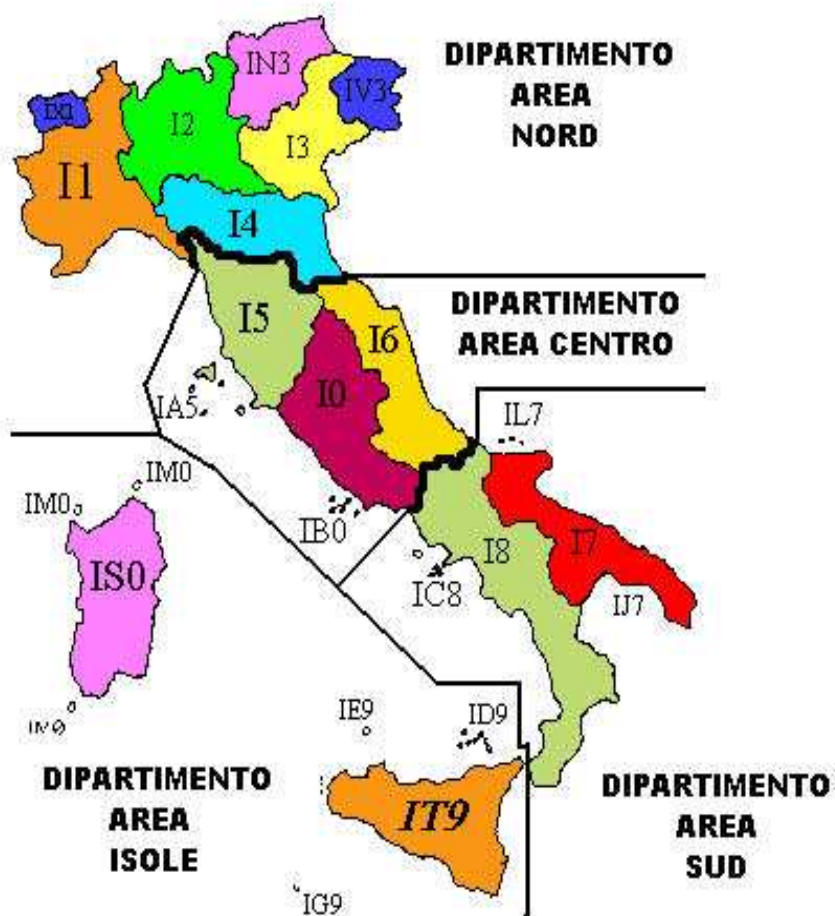 IN3
DIPARTIMENTO
AREA
NORD
IV3
I2
I3
I1
I4
DIPARTIMENTO
AREA CENTRO
I5
I6
IA5
I0
IL7
IM0
IM0
IB0
I8
I7
IS0
IC8
IJ7
IM0
IE9
ID9
DIPARTIMENTO
AREA
ISOLE
IT9
DIPARTIMENTO
AREA
SUD
IG9